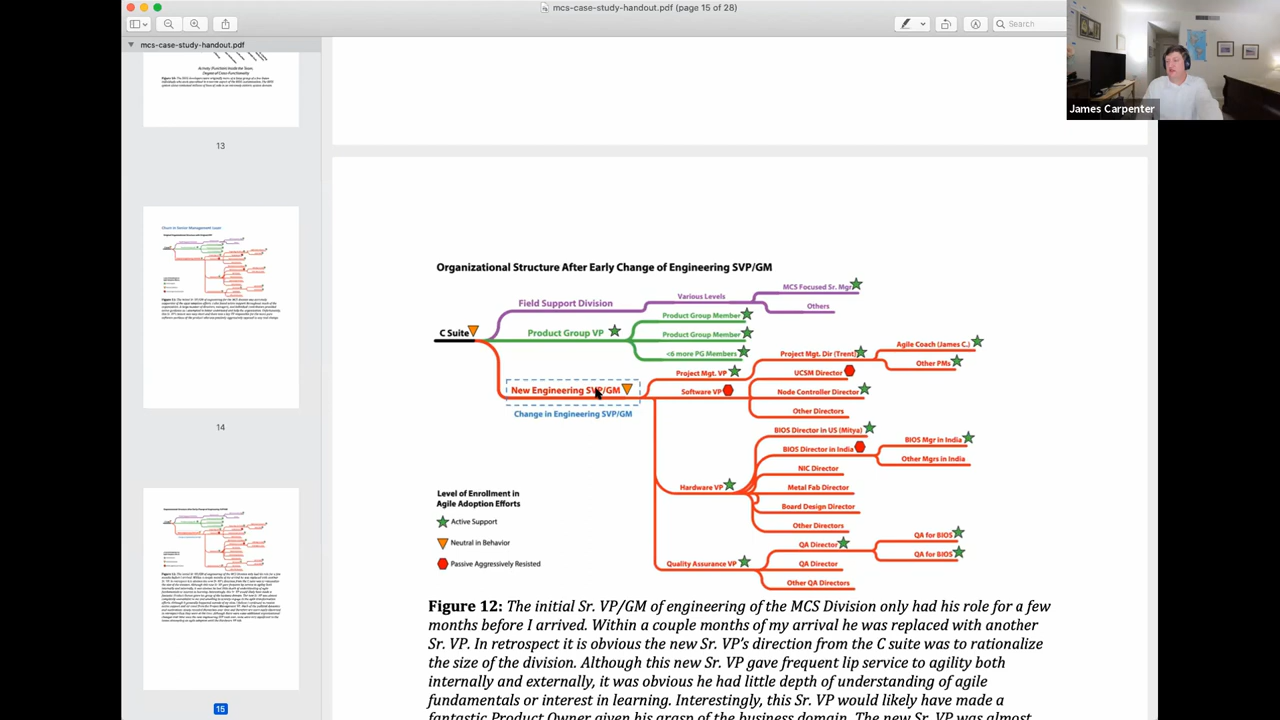 mcs-case-study-handout.pdf (page 15 of 28)
Search
mcs-case-study-handout.pdf
James Carpenter
13
14
15
Organizational Structure After Early Change of Engineering SVP/GM
C Suite
Field Support Division
Various Levels
MCS Focused Sr. Mgr
Others
Product Group VP
Product Group Member
Product Group Member
<6 more PG Members
New Engineering SVP/GM
Change in Engineering SVP/GM
Project Mgt. VP
Project Mgt. Dir (Trent)
Agile Coach (James C.)
Other PMs
Software VP
UCSM Director
Node Controller Director
Other Directors
Hardware VP
BIOS Director in US (Mitya)
BIOS Director in India
BIOS Mgr in India
Other Mgrs in India
NIC Director
Metal Fab Director
Board Design Director
Other Directors
Quality Assurance VP
QA Director
QA for BIOS
QA for BIOS
QA Director
Other QA Directors
Level of Enrollment in
Agile Adoption Efforts
Active Support
Neutral in Behavior
Passive Aggressively Resisted
Figure 12: The initial Sr. VP/GM of engineering of the MCS Division only had his role for a few
months before I arrived. Within a couple months of my arrival he was replaced with another
Sr. VP. In retrospect it is obvious the new Sr. VP's direction from the C suite was to rationalize
the size of the division. Although this new Sr. VP gave frequent lip service to agility both
internally and externally, it was obvious he had little depth of understanding of agile
fundamentals or interest in learning. Interestingly, this Sr. VP would likely have made a
fantastic Product Owner given his grasp of the business domain. The new Sr. VP was almost